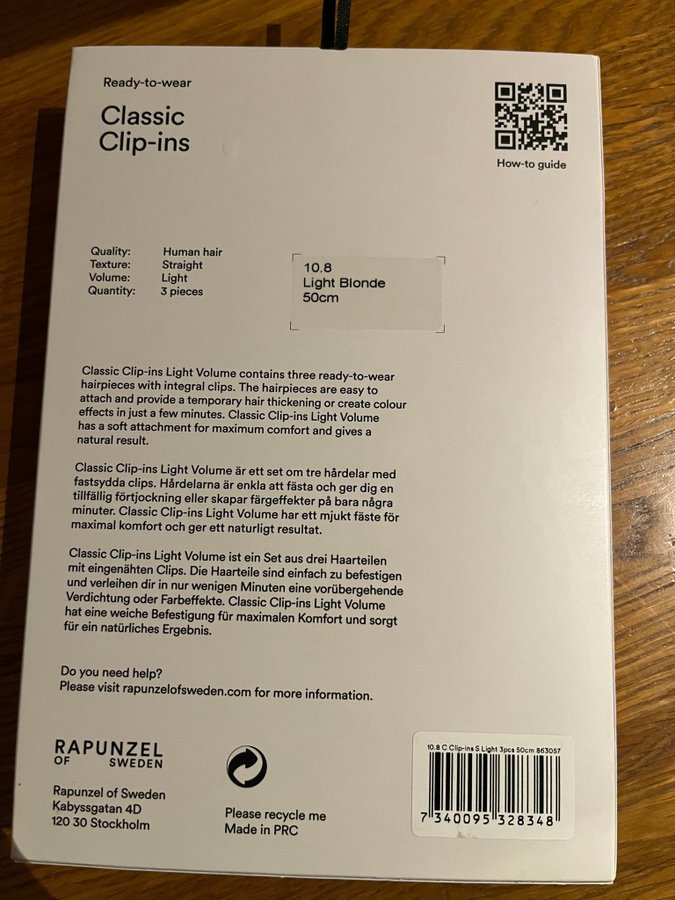 Ready-to-wear
Classic
Clip-ins
How-to guide
Quality: Human hair
Texture: Straight
Volume: Light
Quantity: 3 pieces
10.8
Light Blonde
50cm
Classic Clip-ins Light Volume contains three ready-to-wear
hairpieces with integral clips. The hairpieces are easy to
attach and provide a temporary hair thickening or create colour
effects in just a few minutes. Classic Clip-ins Light Volume
has a soft attachment for maximum comfort and gives a
natural result.
Classic Clip-ins Light Volume är ett set om tre hårdelar med
fastsydda clips. Hårdelarna är enkla att fästa och ger dig en
tillfällig förtjockning eller skapar färgeffekter på bara några
minuter. Classic Clip-ins Light Volume har ett mjukt fäste för
maximal komfort och ger ett naturligt resultat.
Classic Clip-ins Light Volume ist ein Set aus drei Haarteilen
mit eingenähten Clips. Die Haarteile sind einfach zu befestigen
und verleihen dir in nur wenigen Minuten eine vorübergehende
Verdichtung oder Farbeffekte. Classic Clip-ins Light Volume
hat eine weiche Befestigung für maximalen Komfort und sorgt
für ein natürliches Ergebnis.
Do you need help?
Please visit rapunzelofsweden.com for more information.
RAPUNZEL
OF SWEDEN
Rapunzel of Sweden
Kabyssgatan 4D
120 30 Stockholm
Please recycle me
Made in PRC
10.8 C Clip-ins S Light 3pcs 50cm 863057
7 340095 328348